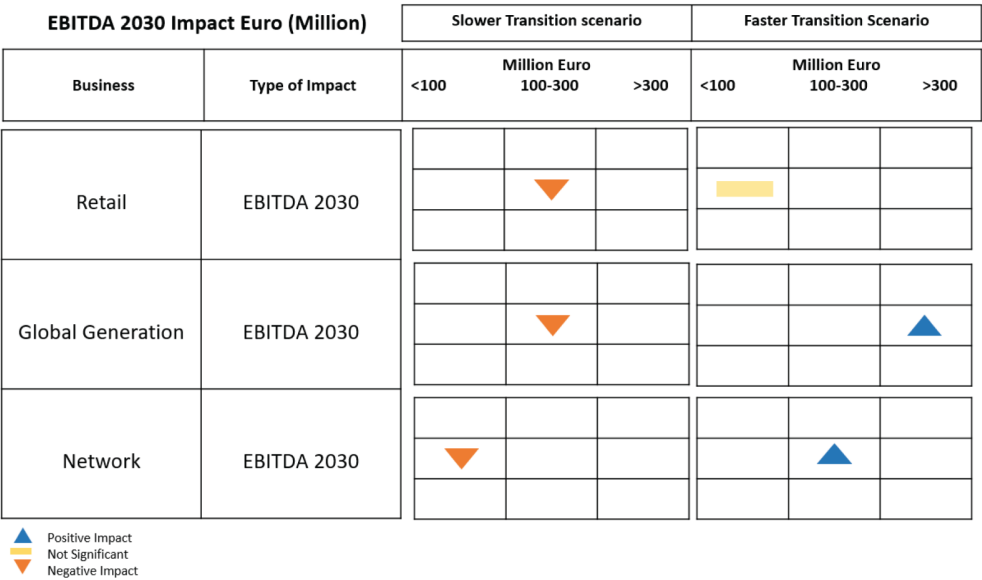 EBITDA 2030 Impact Euro (Million)
Slower Transition scenario
Faster Transition Scenario
Business
Type of Impact
Million Euro
<100 100-300 >300
Million Euro
<100 100-300 >300
Retail
EBITDA 2030
Global Generation
EBITDA 2030
Network
EBITDA 2030
Positive Impact
Not Significant
Negative Impact